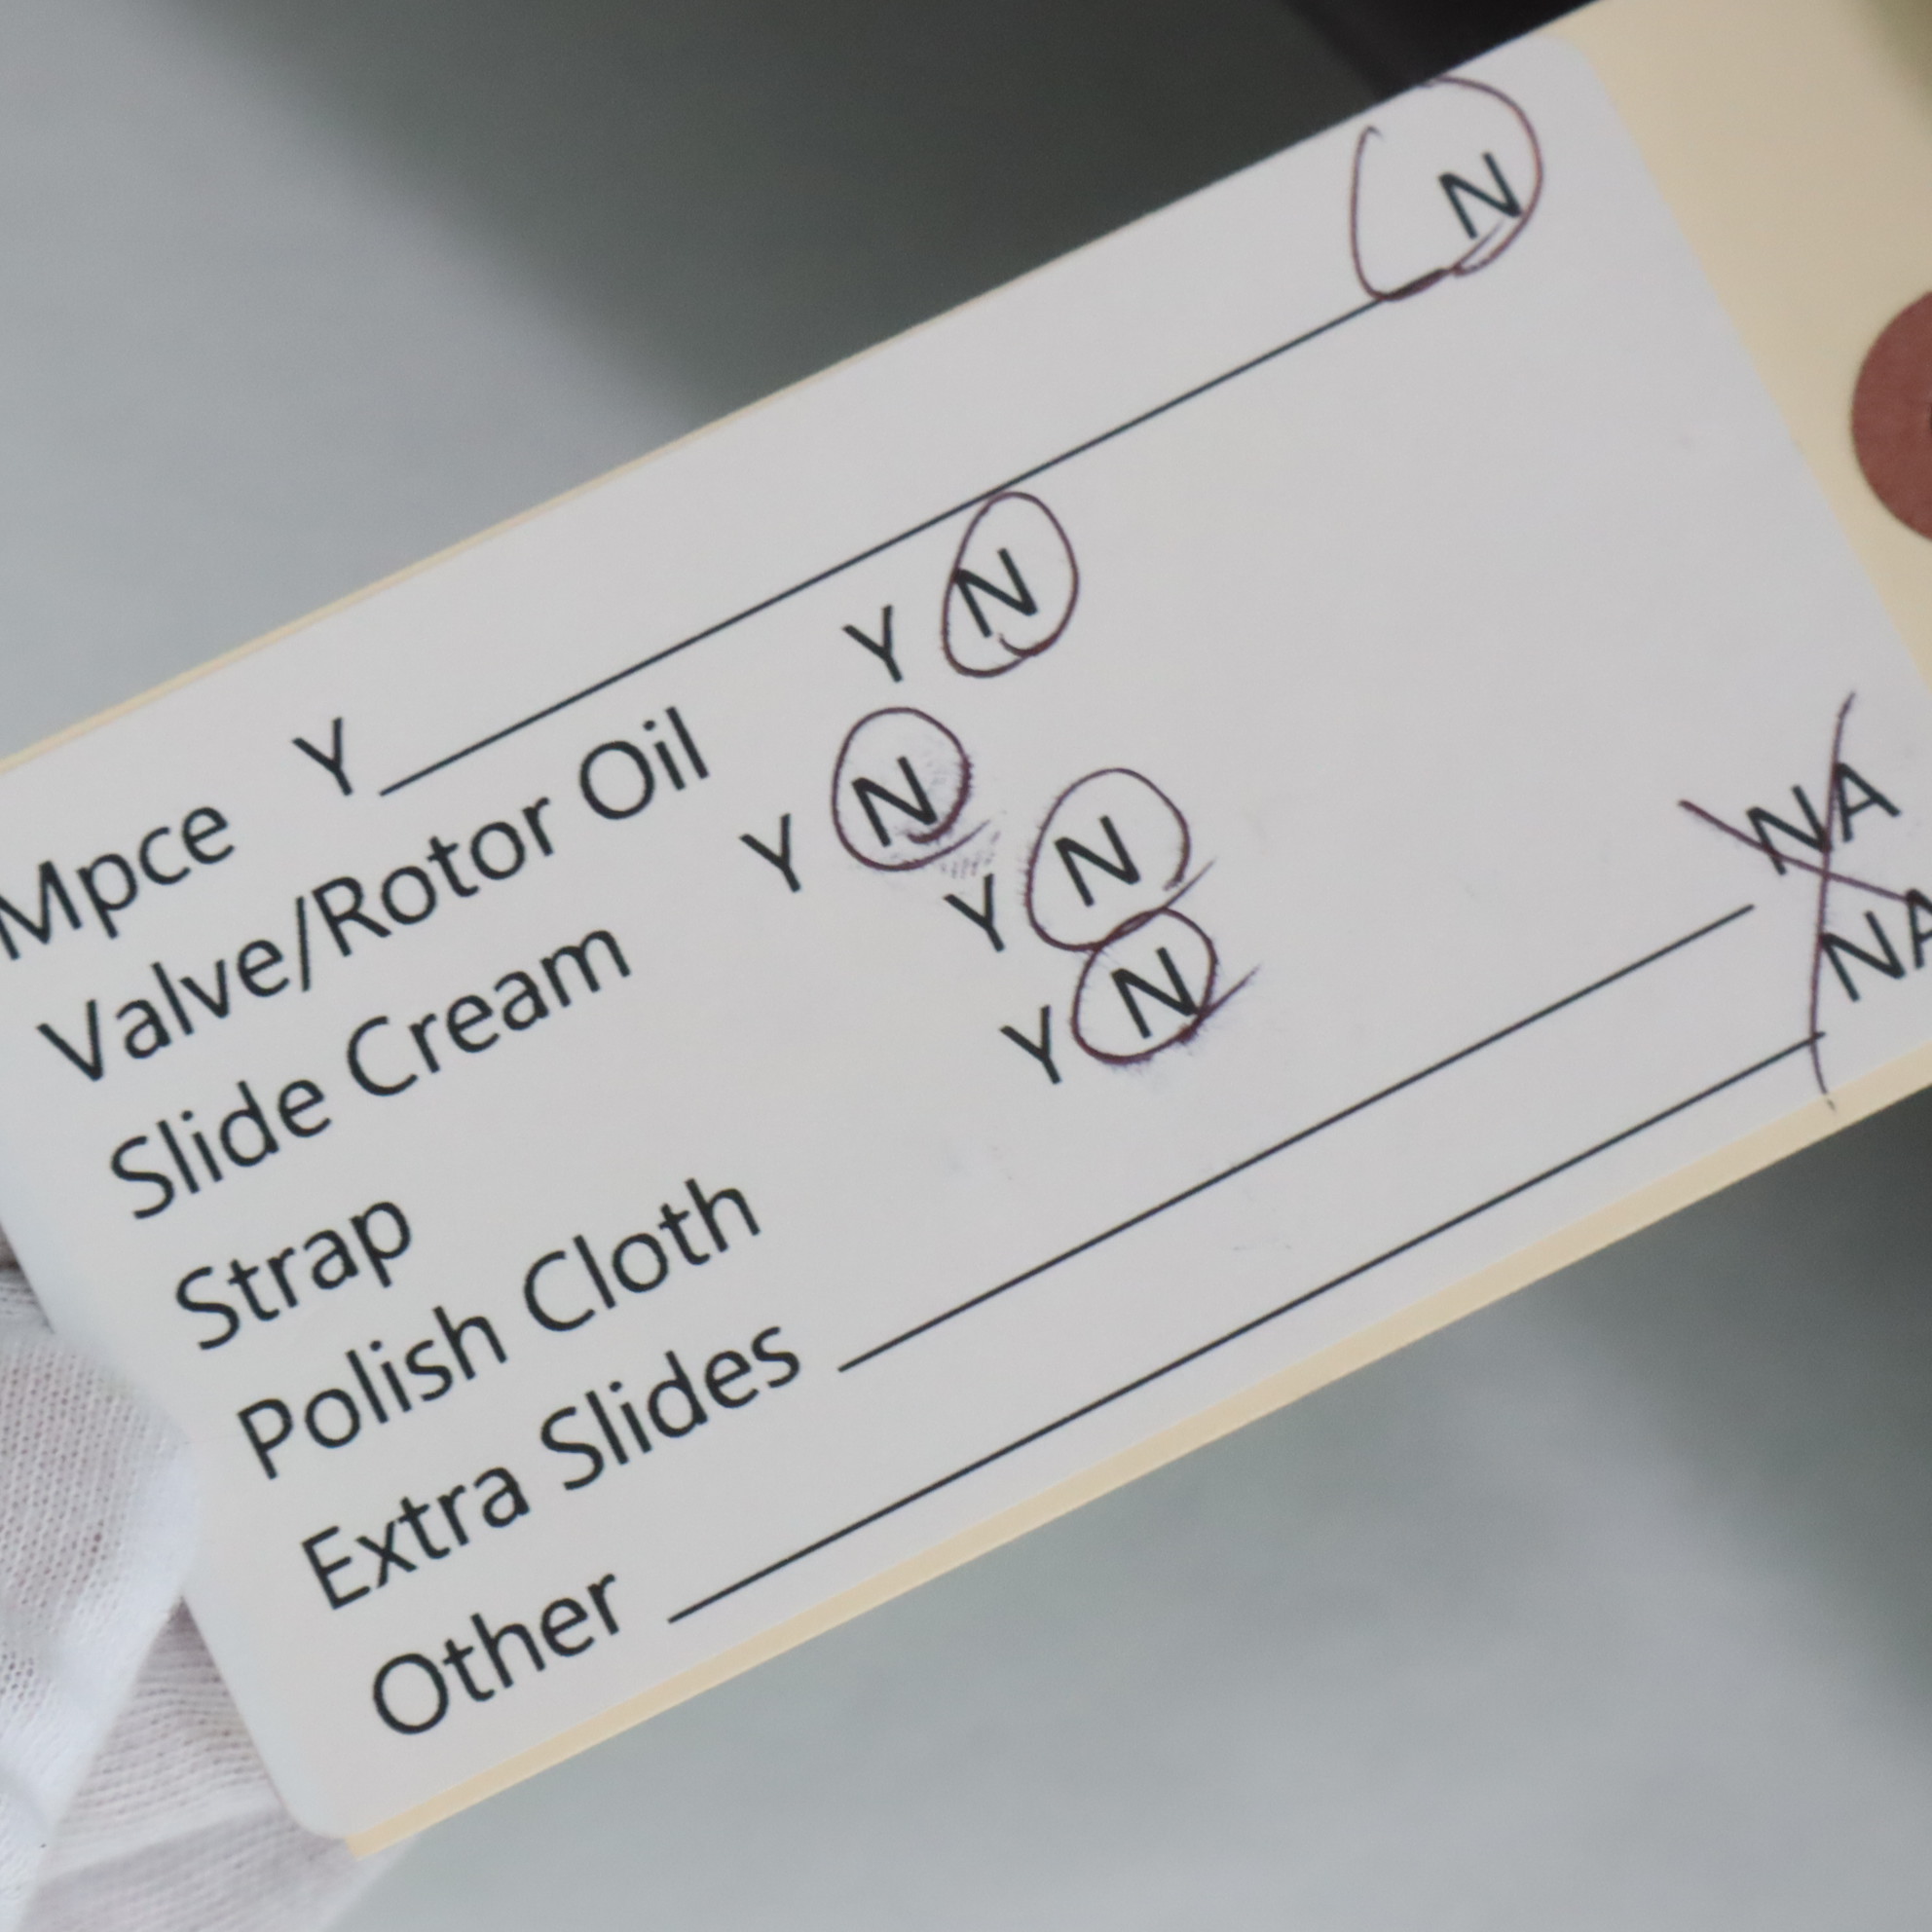 Mpce Y N
Valve/Rotor Oil Y N
Slide Cream Y N
Strap Y N
Polish Cloth Y N
Extra Slides NA
Other NA